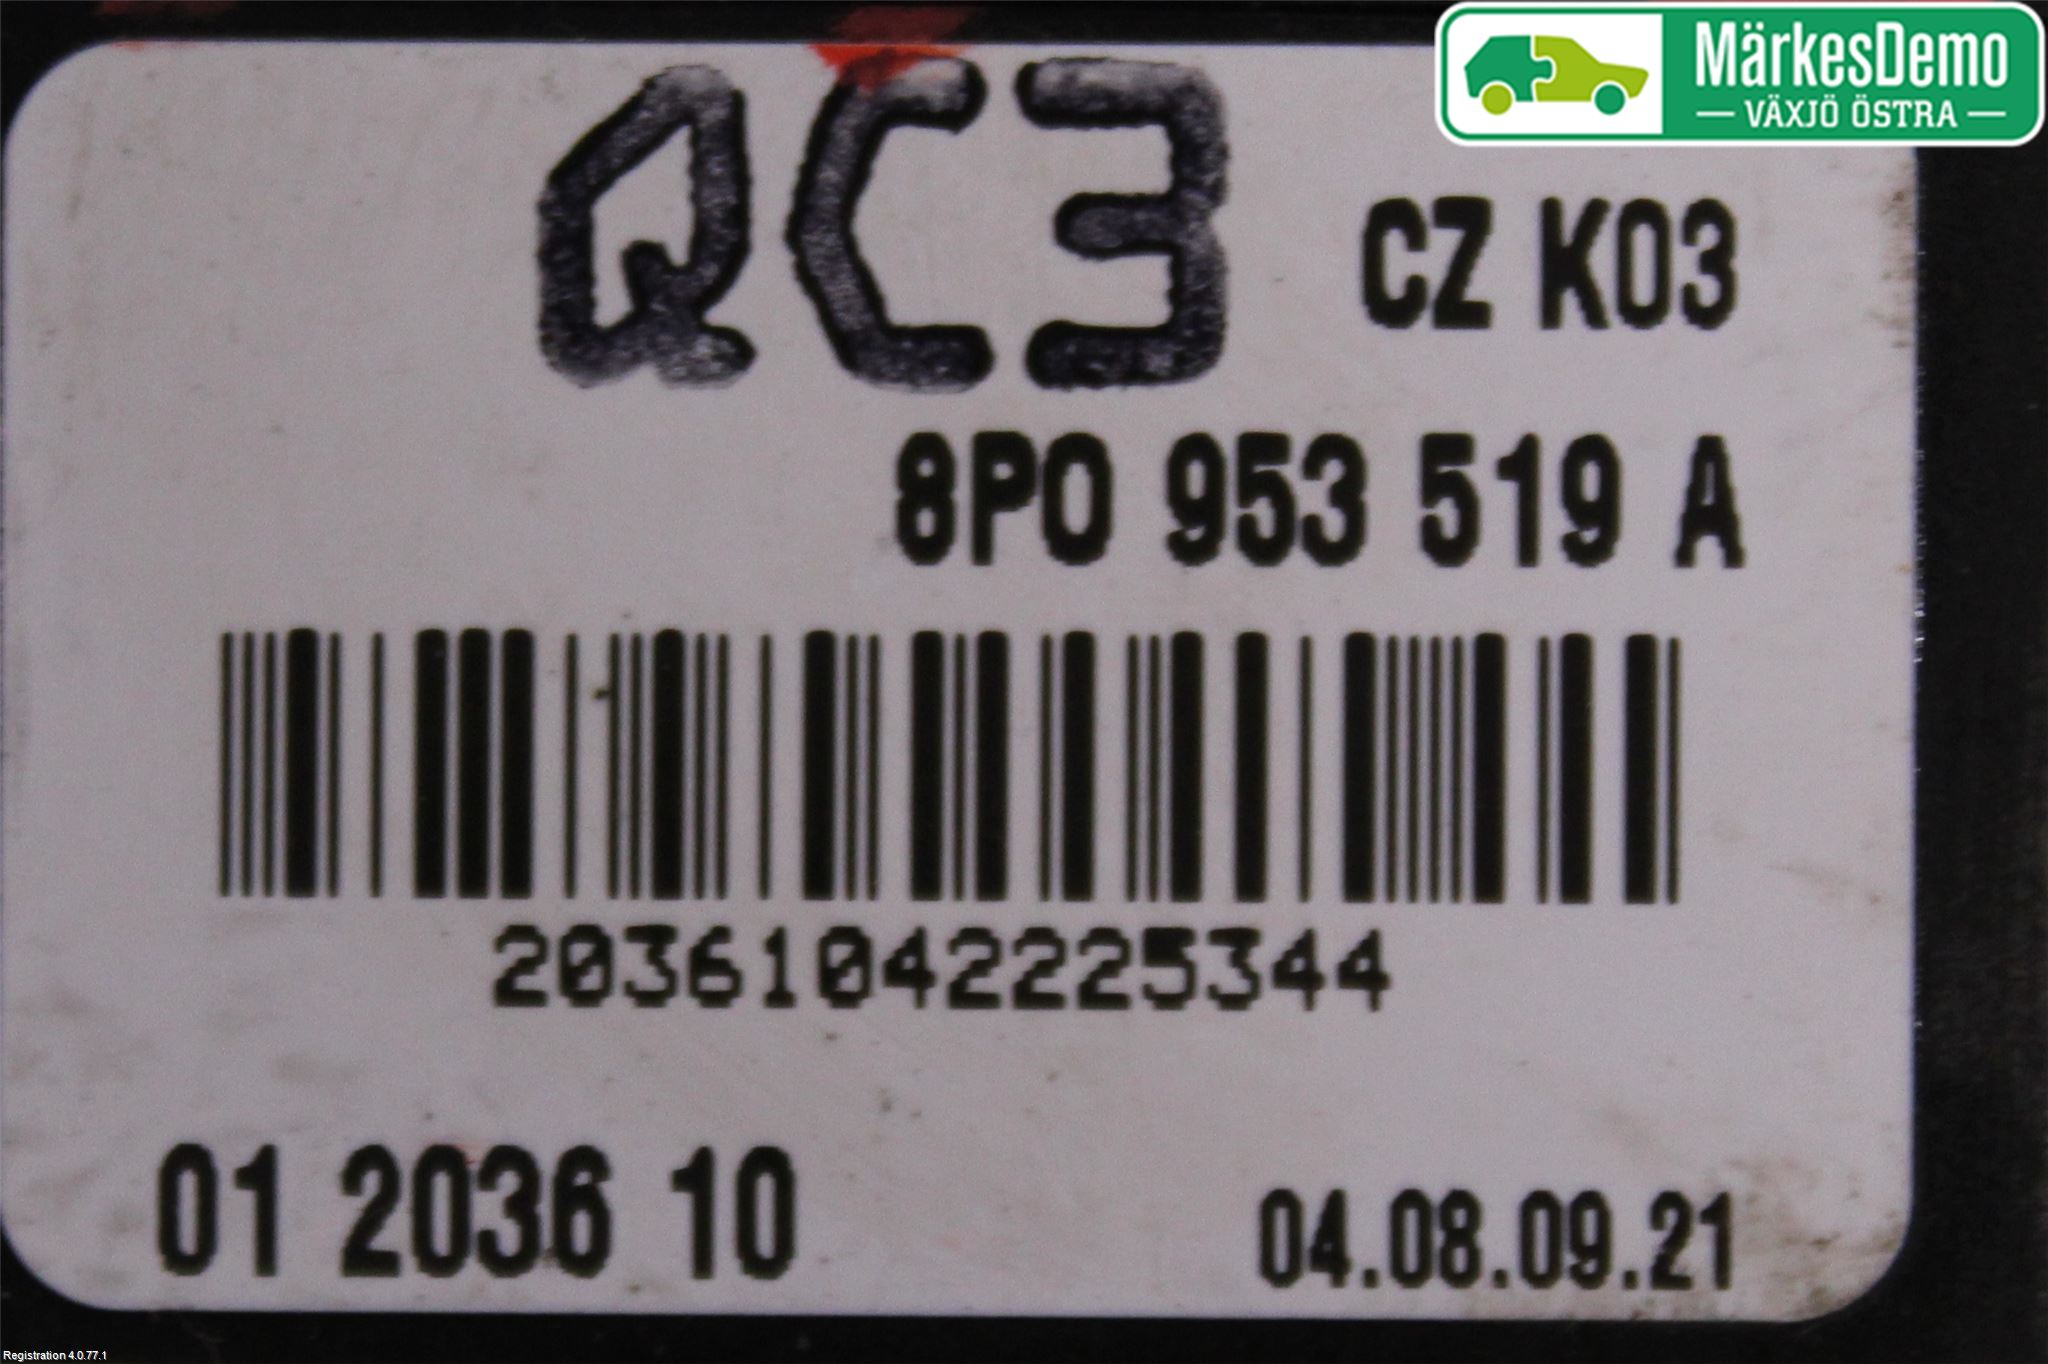 MärkesDemo
VÄXJÖ ÖSTRA
QC3
CZ K03
8P0 953 519 A
20361042225344
01 2036 10
04.08.09.21
Registration 4.0.77.1